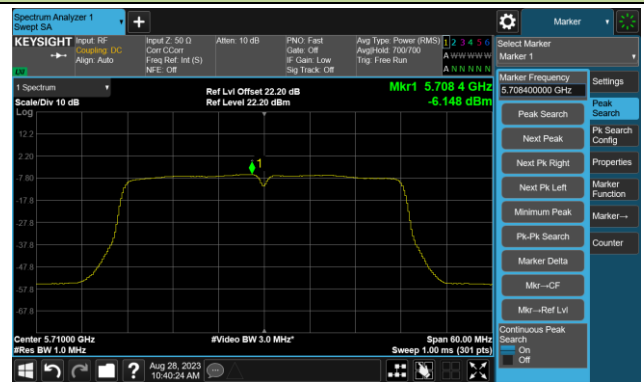 Spectrum Analyzer 1
Swept SA
Marker
KEYSIGHT
Input: RF
Coupling: DC
Align: Auto
Input Z: 50 Ω
Corr CCorr
Freq Ref: Int (S)
NFE: Off
Atten: 10 dB
PNO: Fast
Gate: Off
IF Gain: Low
Sig Track: Off
Avg Type: Power (RMS)
Avg|Hold: 700/700
Trig: Free Run
1 2 3 4 5 6
A W W W W W
A N N N N N
Select Marker
Marker 1
1 Spectrum
Scale/Div 10 dB
Log
Ref Lvl Offset 22.20 dB
Ref Level 22.20 dBm
Mkr1 5.708 4 GHz
-6.148 dBm
12.2
2.20
-7.80
-17.8
-27.8
-37.8
-47.8
-57.8
-67.8
1
Center 5.71000 GHz
#Res BW 1.0 MHz
#Video BW 3.0 MHz*
Span 60.00 MHz
Sweep 1.00 ms (301 pts)
Marker Frequency
5.708400000 GHz
Peak Search
Next Peak
Next Pk Right
Next Pk Left
Minimum Peak
Pk-Pk Search
Marker Delta
Mkr→CF
Mkr→Ref Lvl
Continuous Peak
Search
On
Off
Settings
Peak
Search
Pk Search
Config
Properties
Marker
Function
Marker→
Counter
Aug 28, 2023
10:40:24 AM